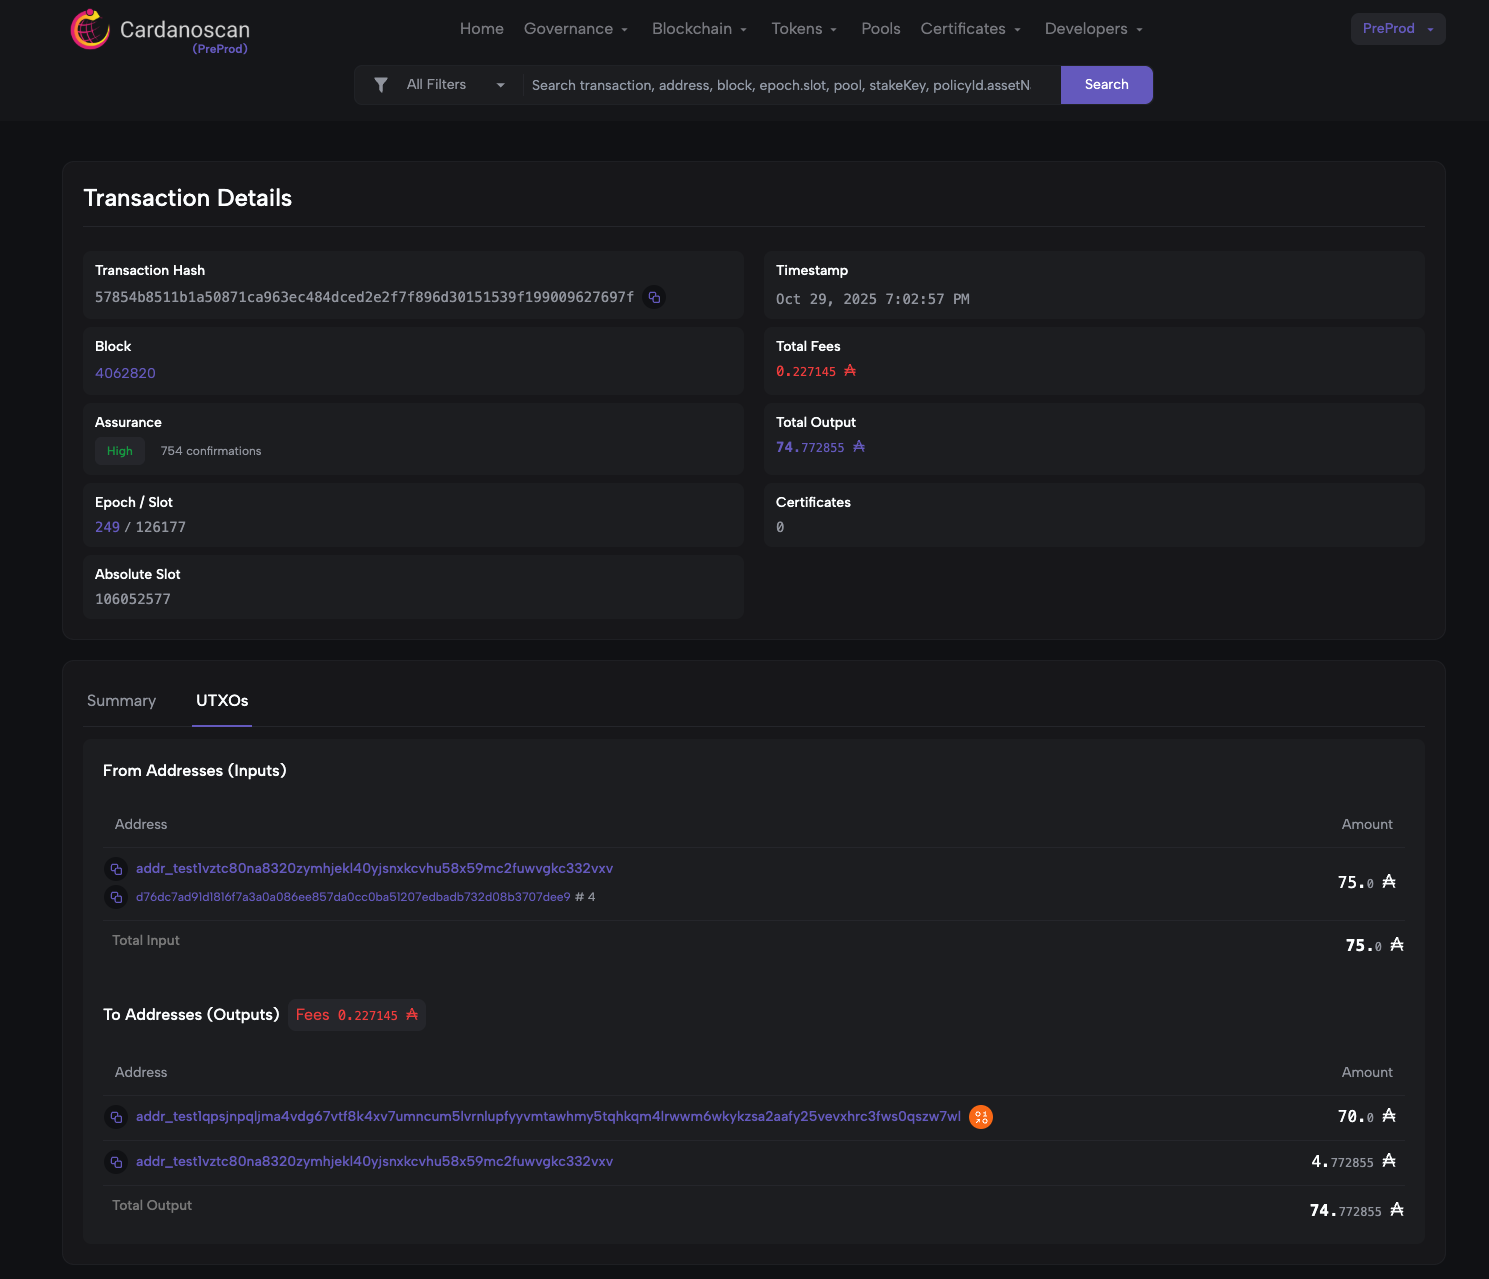 Cardanoscan
(PreProd)
Home Governance Blockchain Tokens Pools Certificates Developers
PreProd
All Filters
Search transaction, address, block, epoch.slot, pool, stakeKey, policyId.assetN
Search
Transaction Details
Transaction Hash
57854b8511b1a50871ca963ec484dced2e2f7f896d30151539f199009627697f
Timestamp
Oct 29, 2025 7:02:57 PM
Block
4062820
Total Fees
0.227145 ₳
Assurance
High 754 confirmations
Total Output
74.772855 ₳
Epoch / Slot
249 / 126177
Certificates
0
Absolute Slot
106052577
Summary UTXOs
From Addresses (Inputs)
Address Amount
addr_test1vztc80na8320zymhjekl40yjsnxkcvhu58x59mc2fuwvgkc332vxv
75.0 ₳
d76dc7ad91d1816f7a3a0a086ee857da0cc0ba51207edbadb732d08b3707dee9 # 4
Total Input 75.0 ₳
To Addresses (Outputs) Fees 0.227145 ₳
Address Amount
addr_test1qpsjnpqljma4vdg67vtf8k4xv7umncum5lvrnlupfyyvmtawhmy5tqhkqm4lrwwm6wkykzsa2aafy25vevxhrc3fws0qszw7wl 70.0 ₳
addr_test1vztc80na8320zymhjekl40yjsnxkcvhu58x59mc2fuwvgkc332vxv 4.772855 ₳
Total Output 74.772855 ₳